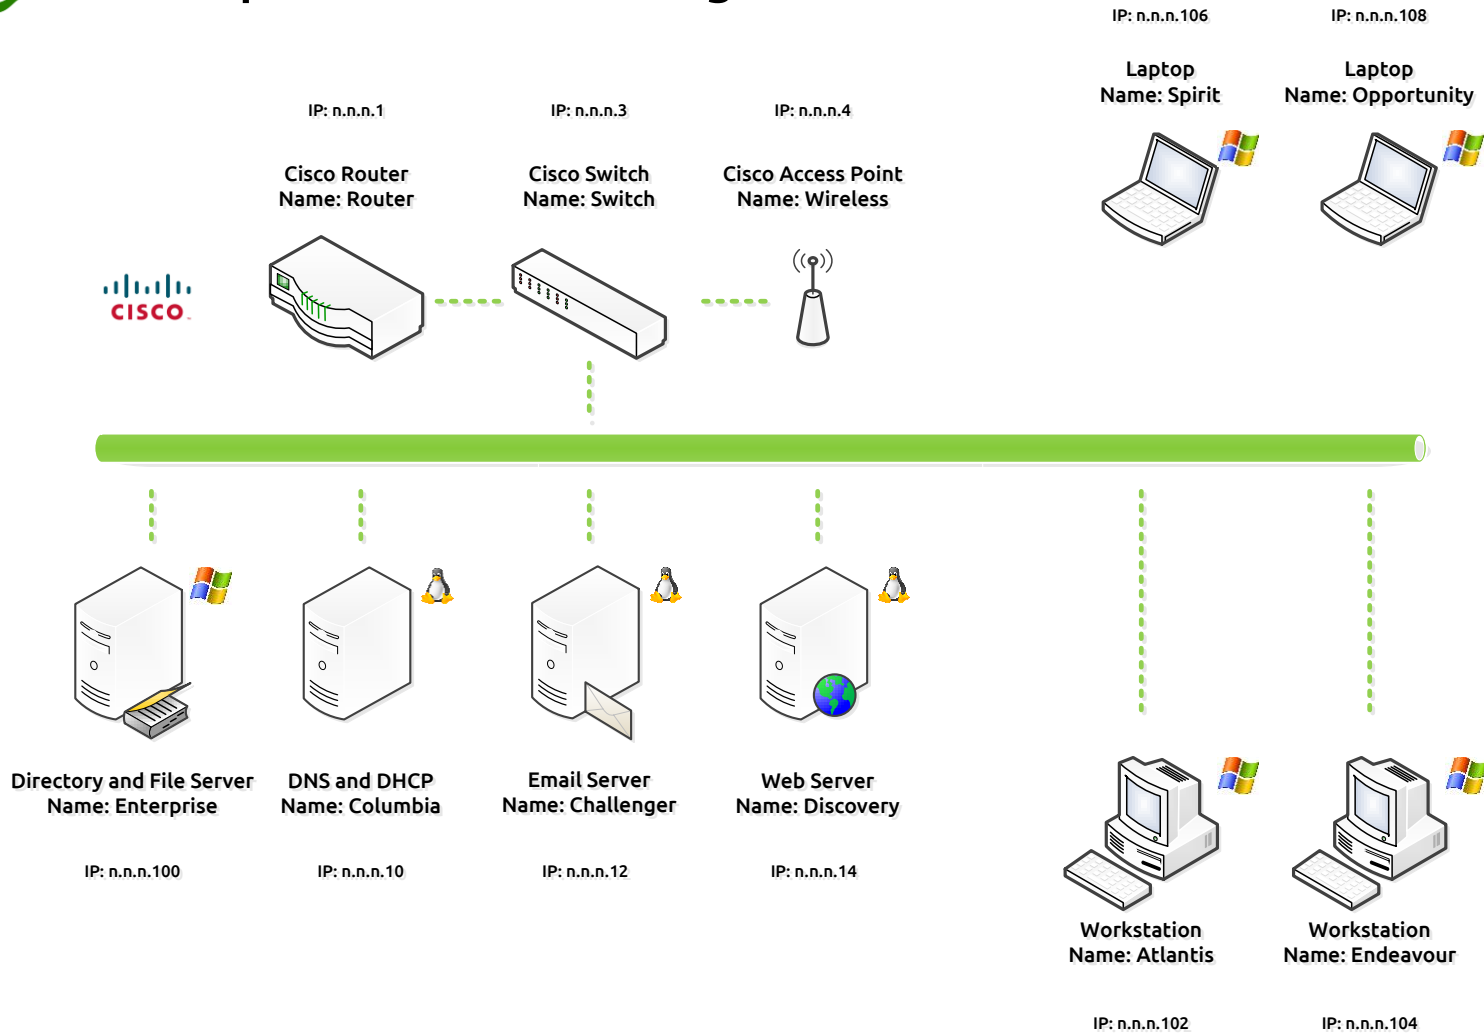 IP: n.n.n.106
IP: n.n.n.108
Laptop
Name: Spirit
Laptop
Name: Opportunity
IP: n.n.n.1
IP: n.n.n.3
IP: n.n.n.4
Cisco Router
Name: Router
Cisco Switch
Name: Switch
Cisco Access Point
Name: Wireless
CISCO
Directory and File Server
Name: Enterprise
DNS and DHCP
Name: Columbia
Email Server
Name: Challenger
Web Server
Name: Discovery
IP: n.n.n.100
IP: n.n.n.10
IP: n.n.n.12
IP: n.n.n.14
Workstation
Name: Atlantis
Workstation
Name: Endeavour
IP: n.n.n.102
IP: n.n.n.104